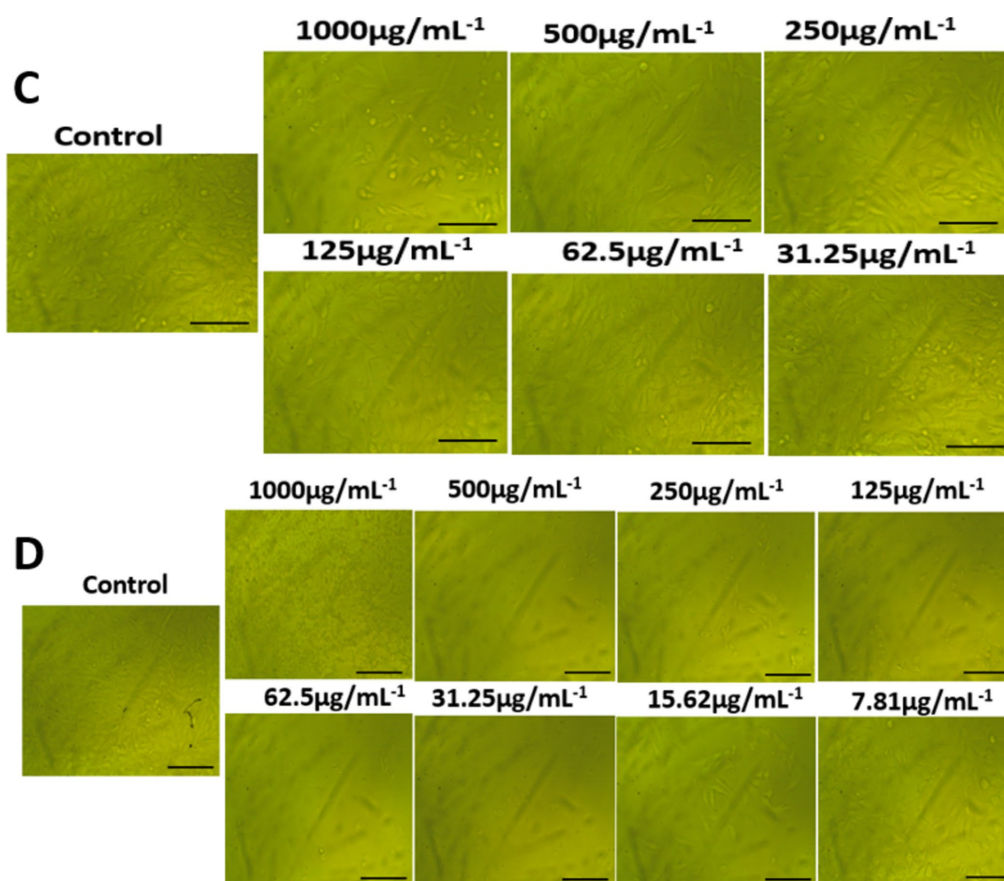 C
Control
1000µg/mL⁻¹ 500µg/mL⁻¹ 250µg/mL⁻¹
125µg/mL⁻¹ 62.5µg/mL⁻¹ 31.25µg/mL⁻¹
D
Control
1000µg/mL⁻¹ 500µg/mL⁻¹ 250µg/mL⁻¹ 125µg/mL⁻¹
62.5µg/mL⁻¹ 31.25µg/mL⁻¹ 15.62µg/mL⁻¹ 7.81µg/mL⁻¹